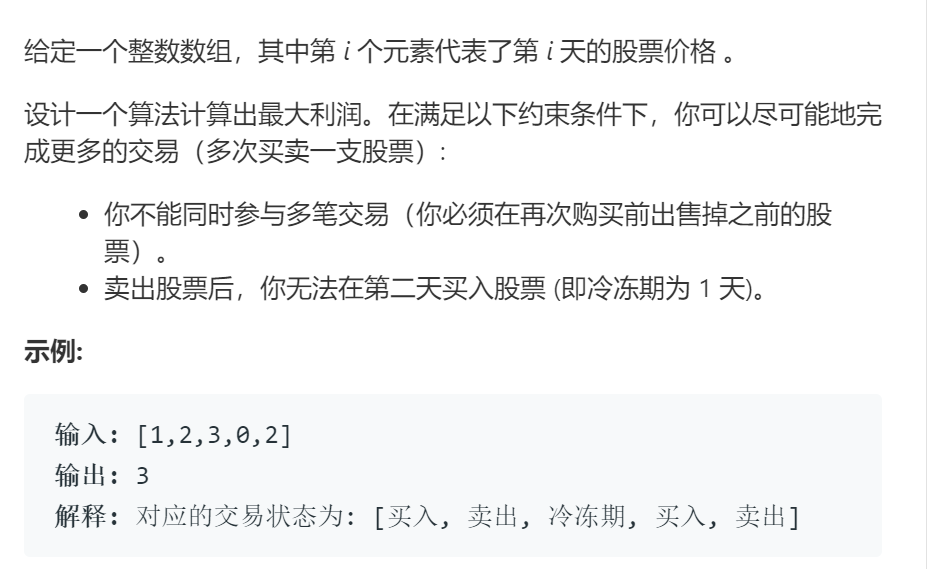 给定一个整数数组，其中第 i 个元素代表了第 i 天的股票价格 。
设计一个算法计算出最大利润。在满足以下约束条件下，你可以尽可能地完
成更多的交易（多次买卖一支股票）:
• 你不能同时参与多笔交易（你必须在再次购买前出售掉之前的股
票）。
• 卖出股票后，你无法在第二天买入股票 (即冷冻期为 1 天)。
示例:
输入: [1,2,3,0,2]
输出: 3
解释: 对应的交易状态为: [买入, 卖出, 冷冻期, 买入, 卖出]